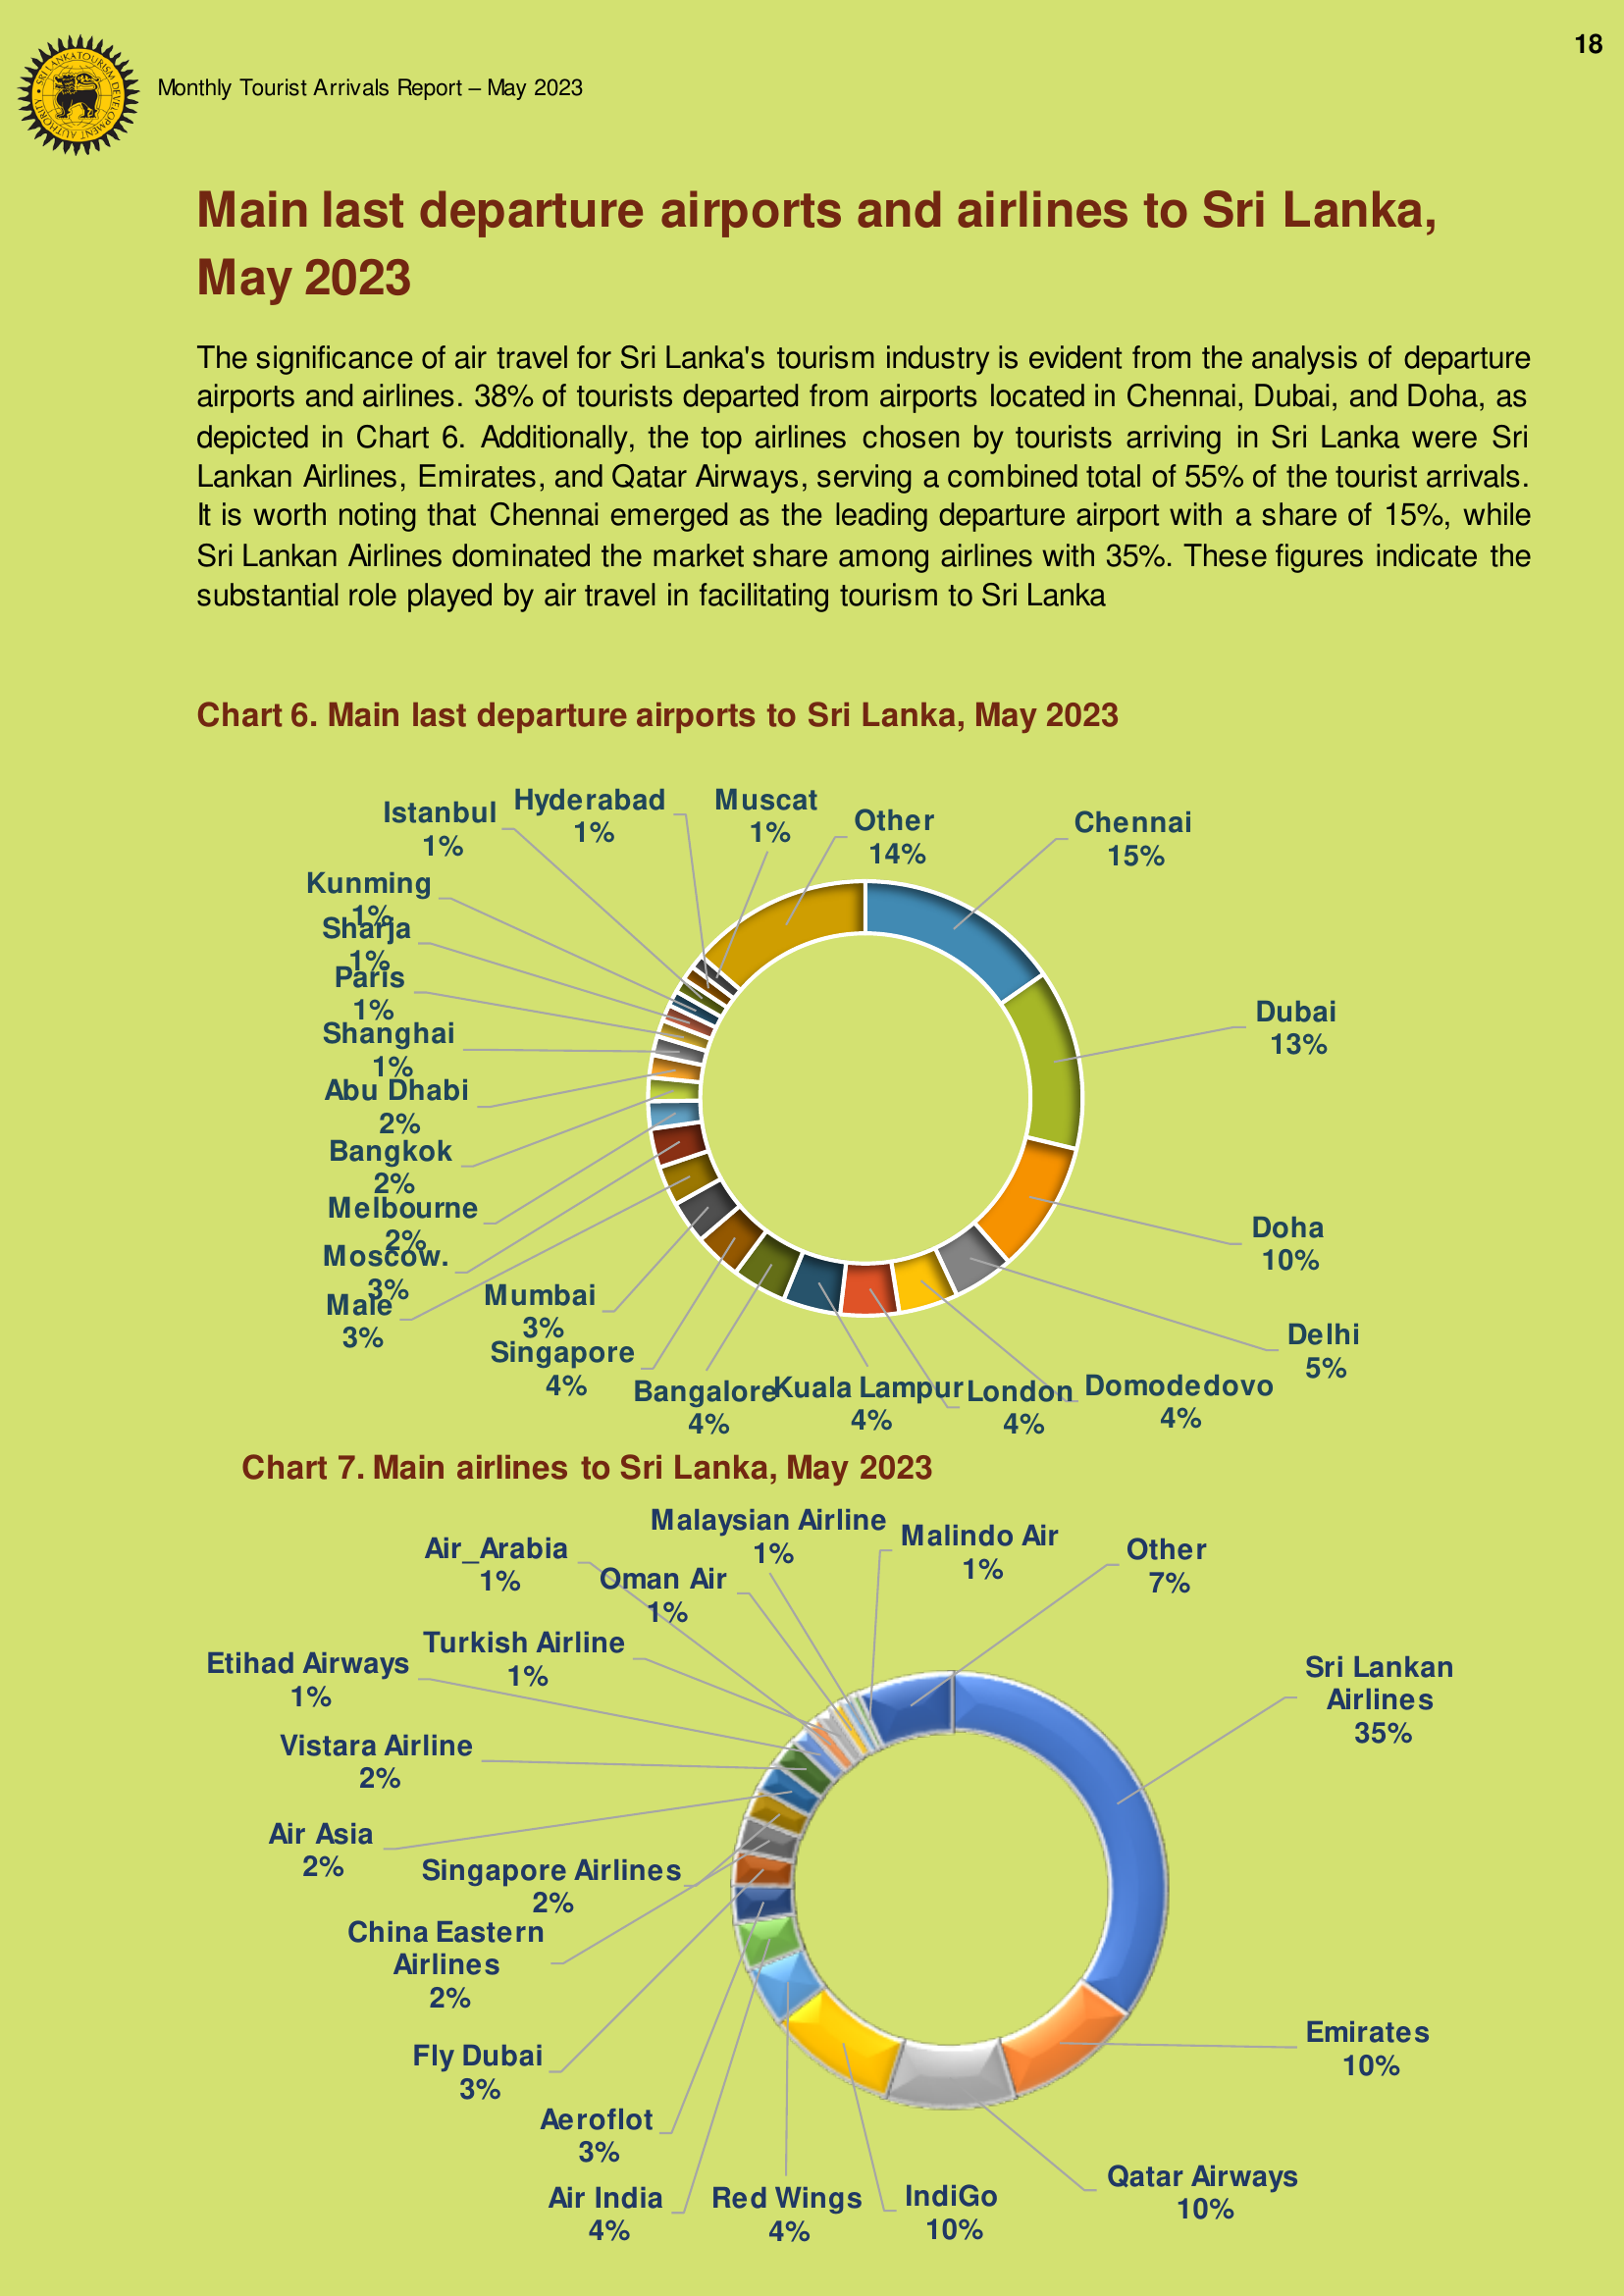 18
SRI LANKA TOURISM DEVELOPMENT AUTHORITY
Monthly Tourist Arrivals Report – May 2023
Main last departure airports and airlines to Sri Lanka,
May 2023
The significance of air travel for Sri Lanka's tourism industry is evident from the analysis of departure
airports and airlines. 38% of tourists departed from airports located in Chennai, Dubai, and Doha, as
depicted in Chart 6. Additionally, the top airlines chosen by tourists arriving in Sri Lanka were Sri
Lankan Airlines, Emirates, and Qatar Airways, serving a combined total of 55% of the tourist arrivals.
It is worth noting that Chennai emerged as the leading departure airport with a share of 15%, while
Sri Lankan Airlines dominated the market share among airlines with 35%. These figures indicate the
substantial role played by air travel in facilitating tourism to Sri Lanka
Chart 6. Main last departure airports to Sri Lanka, May 2023
Chennai
15%
Dubai
13%
Doha
10%
Delhi
5%
Domodedovo
4%
London
4%
Kuala Lampur
4%
Bangalore
4%
Singapore
4%
Mumbai
3%
Male
3%
Moscow.
3%
Melbourne
2%
Bangkok
2%
Abu Dhabi
2%
Shanghai
1%
Paris
1%
Sharja
1%
Kunming
1%
Istanbul
1%
Hyderabad
1%
Muscat
1%
Other
14%
Chart 7. Main airlines to Sri Lanka, May 2023
Sri Lankan
Airlines
35%
Emirates
10%
Qatar Airways
10%
IndiGo
10%
Red Wings
4%
Air India
4%
Aeroflot
3%
Fly Dubai
3%
China Eastern
Airlines
2%
Singapore Airlines
2%
Air Asia
2%
Vistara Airline
2%
Etihad Airways
1%
Air_Arabia
1%
Turkish Airline
1%
Oman Air
1%
Malaysian Airline
1%
Malindo Air
1%
Other
7%